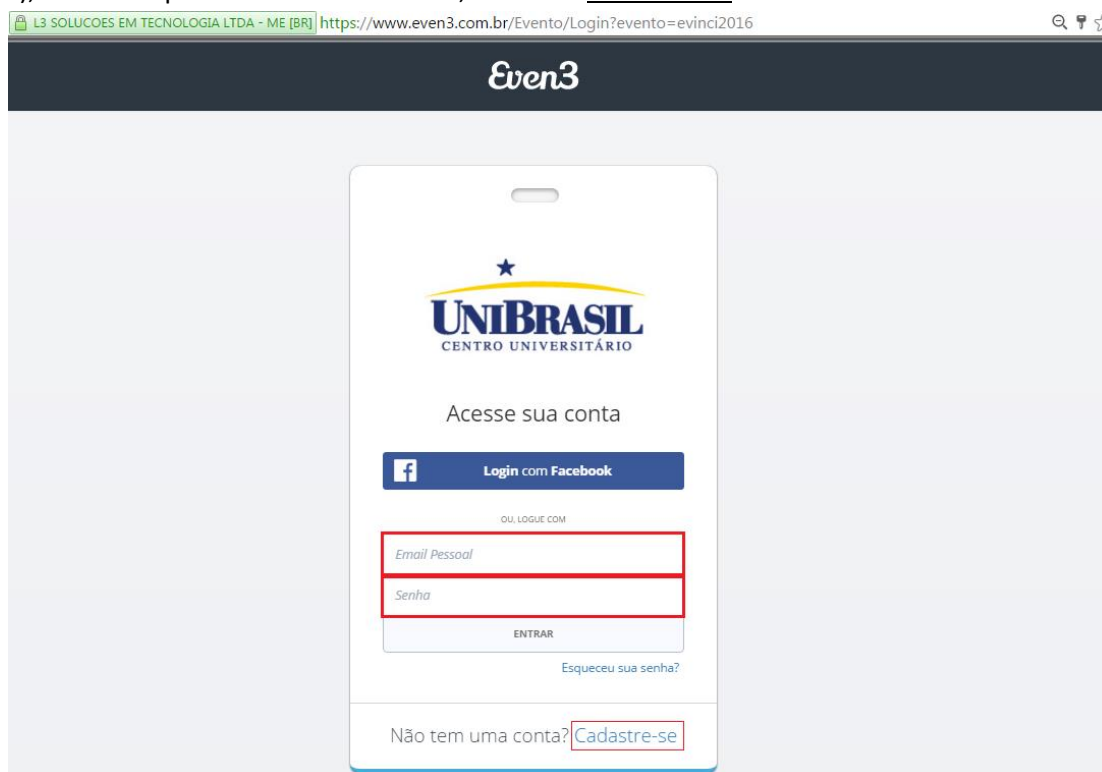 L3 SOLUCOES EM TECNOLOGIA LTDA - ME [BR] https://www.even3.com.br/Evento/Login?evento=evinci2016
Even3
UNIBRASIL
CENTRO UNIVERSITÁRIO
Acesse sua conta
Login com Facebook
OU, LOGUE COM
Email Pessoal
Senha
ENTRAR
Esqueceu sua senha?
Não tem uma conta? Cadastre-se